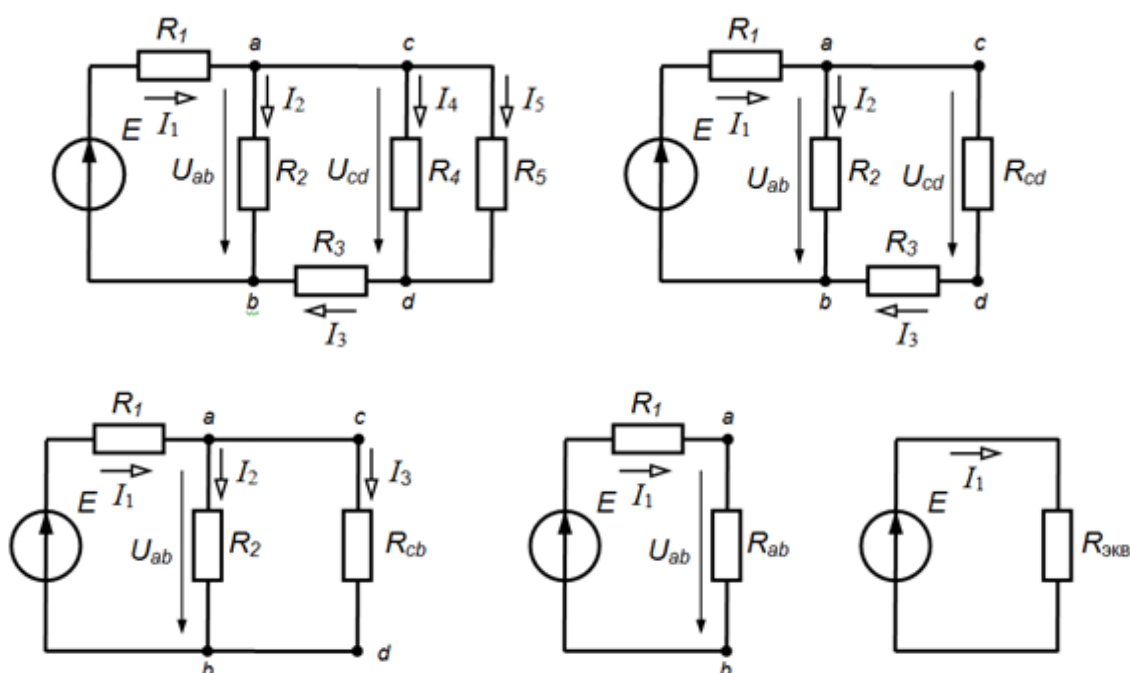 R1 a c
I1 I2 I4 I5
E Uab R2 Ucd R4 R5
R3
b d
I3
R1 a c
I1 I2
E Uab R2 Ucd Rcd
R3
b d
I3
R1 a c
I1 I2 I3
E Uab R2 Rcb
b d
R1 a
I1
E Uab Rab
b
I1
E Rэкв